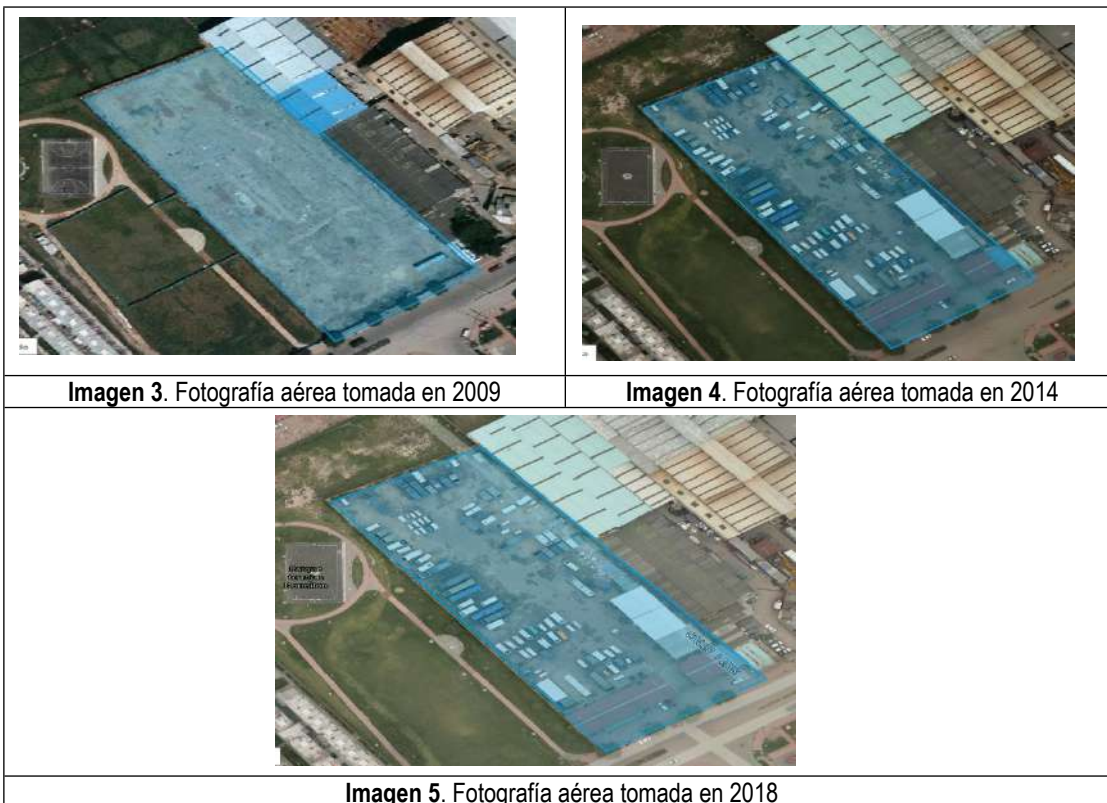 Imagen 3. Fotografía aérea tomada en 2009
Imagen 4. Fotografía aérea tomada en 2014
Imagen 5. Fotografía aérea tomada en 2018